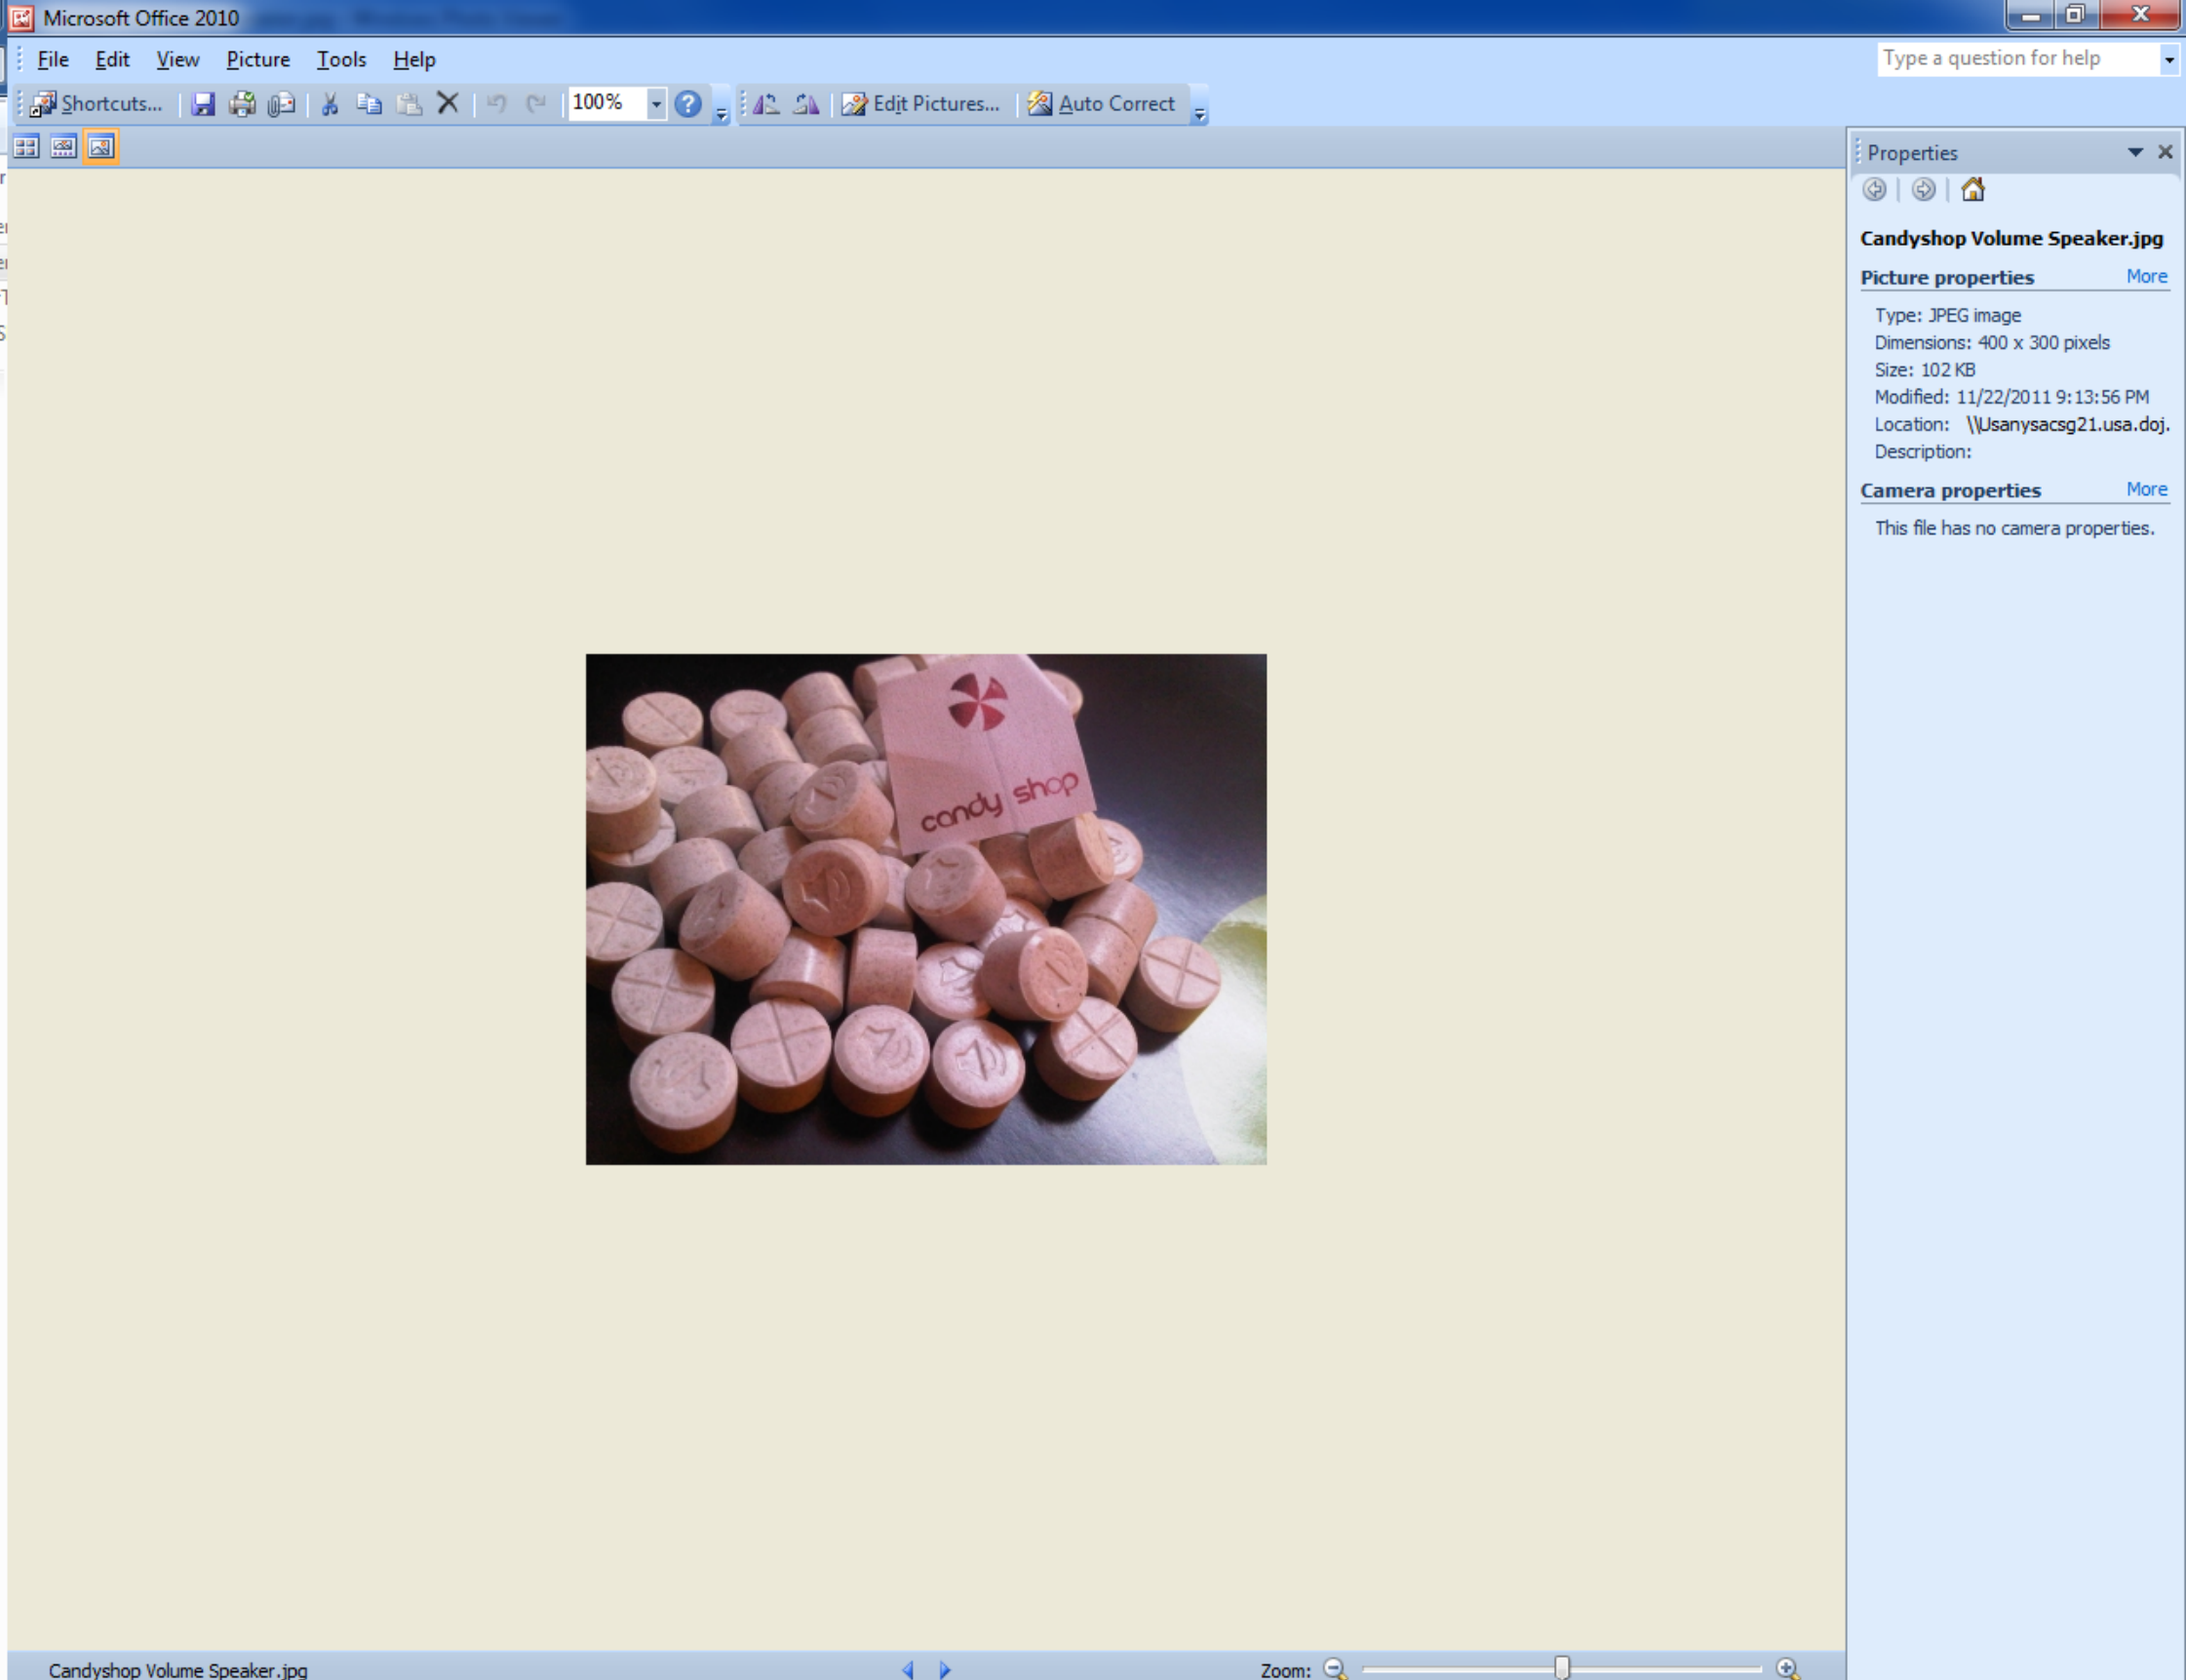 Microsoft Office 2010
File Edit View Picture Tools Help
Type a question for help
Shortcuts... 100% Edit Pictures... Auto Correct
Properties
Candyshop Volume Speaker.jpg
Picture properties More
Type: JPEG image
Dimensions: 400 x 300 pixels
Size: 102 KB
Modified: 11/22/2011 9:13:56 PM
Location: \\Usanysacsg21.usa.doj.
Description:
Camera properties More
This file has no camera properties.
candy shop
Candyshop Volume Speaker.jpg
Zoom: